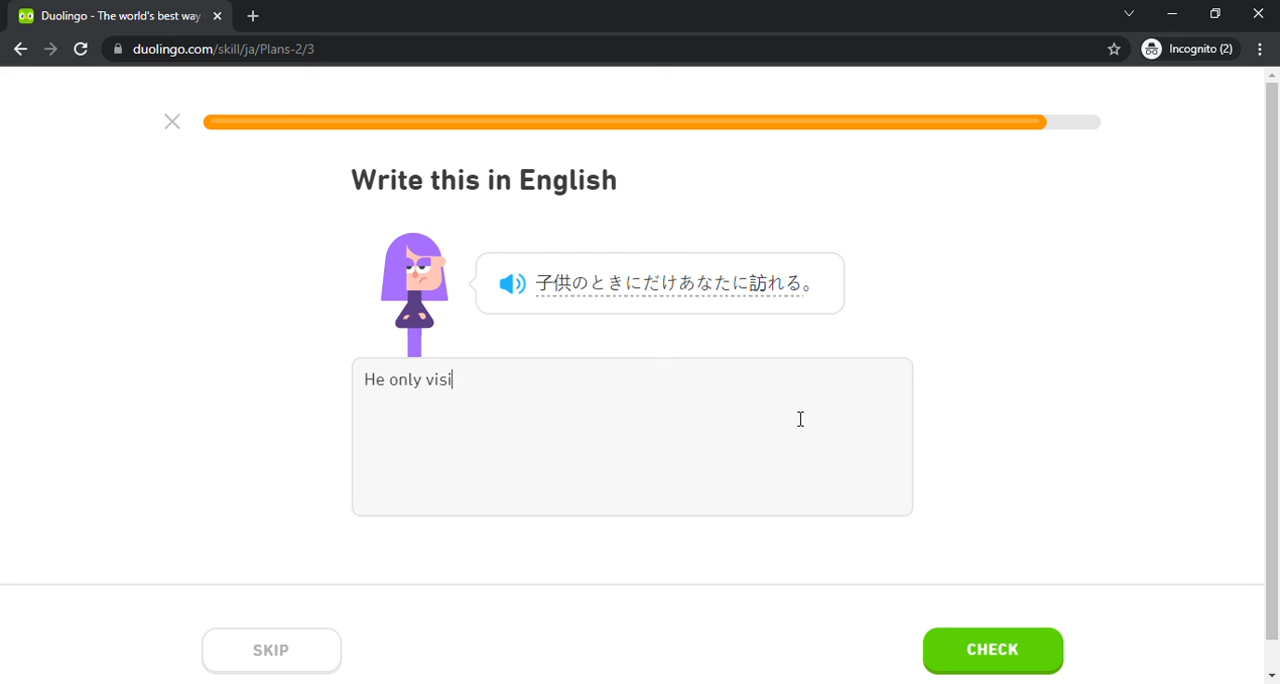 Duolingo - The world's best way
duolingo.com/skill/ja/Plans-2/3
Incognito (2)
Write this in English
子供のときにだけあなたに訪れる。
He only visi
SKIP
CHECK